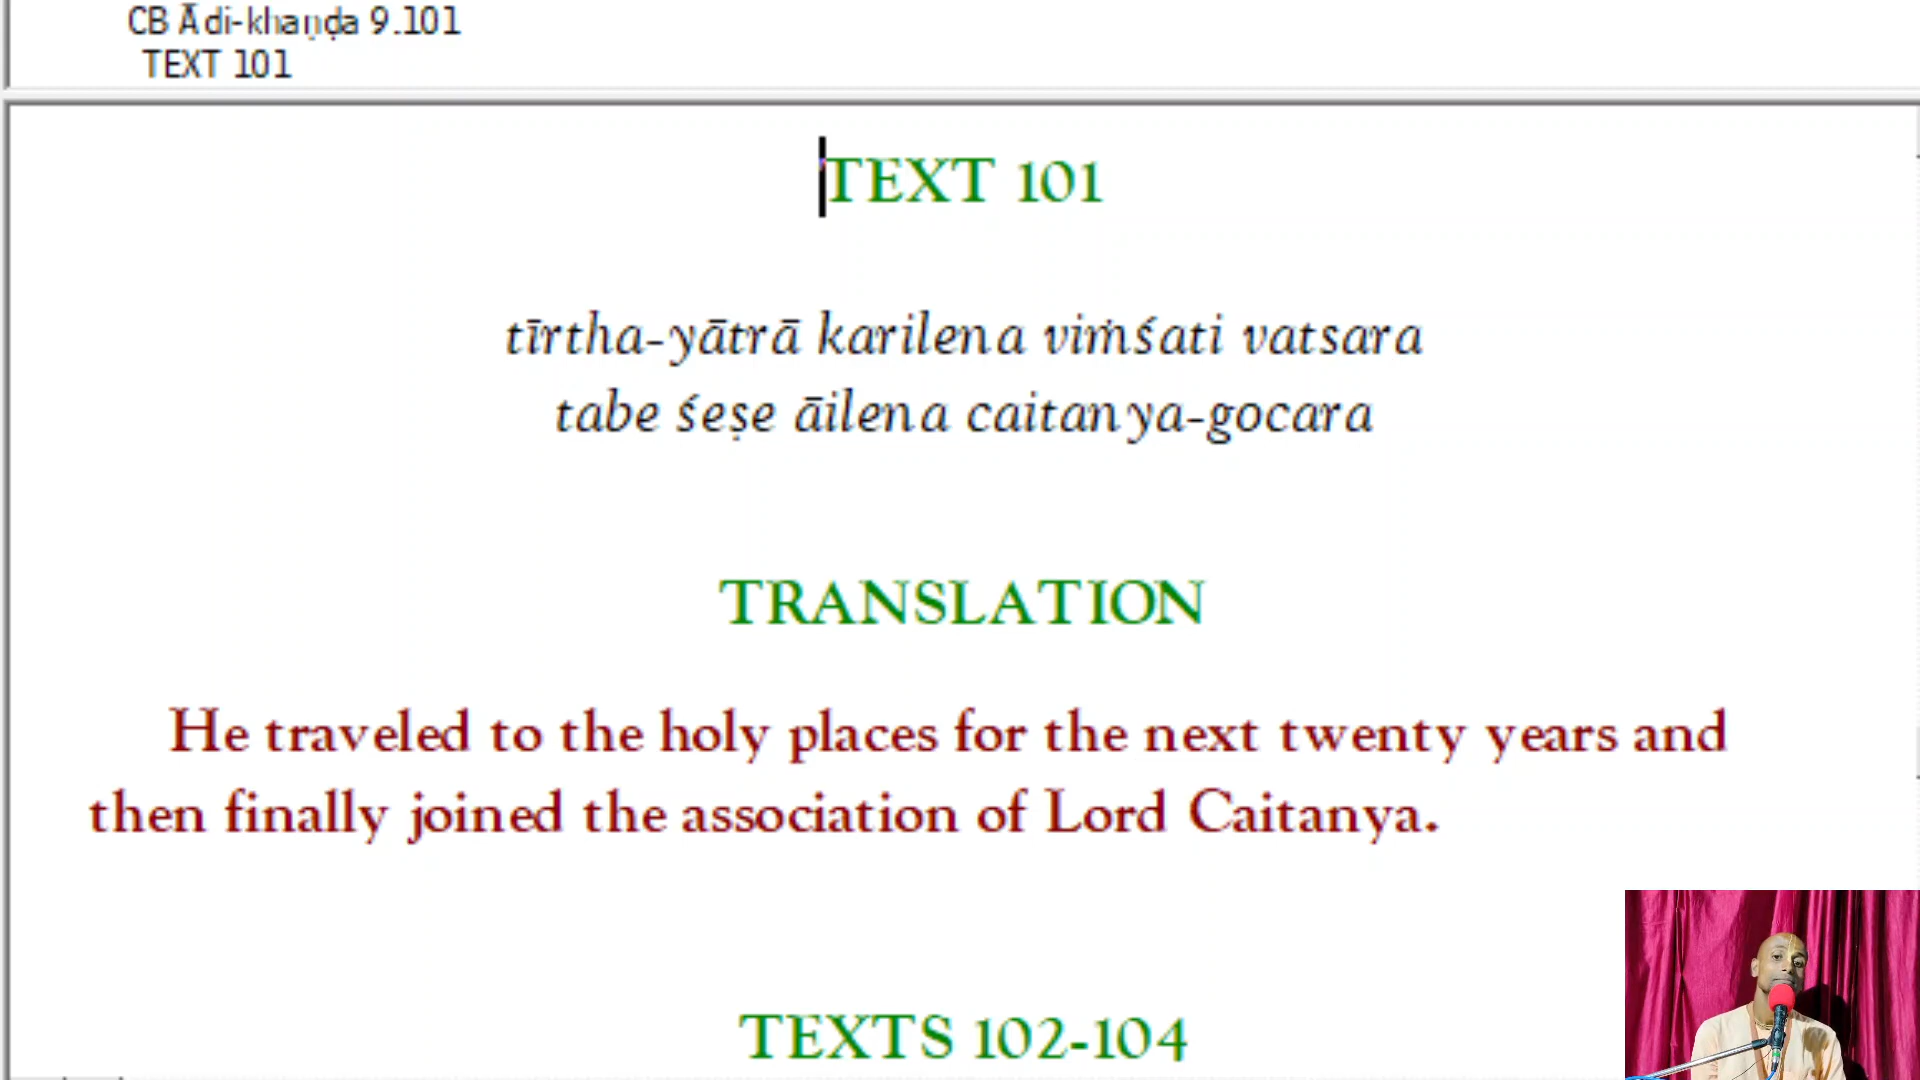 CB Ādi-khaṇḍa 9.101
TEXT 101
TEXT 101
tīrtha-yātrā karilena viṁśati vatsara
tabe śeṣe āilena caitanya-gocara
TRANSLATION
He traveled to the holy places for the next twenty years and
then finally joined the association of Lord Caitanya.
TEXTS 102-104